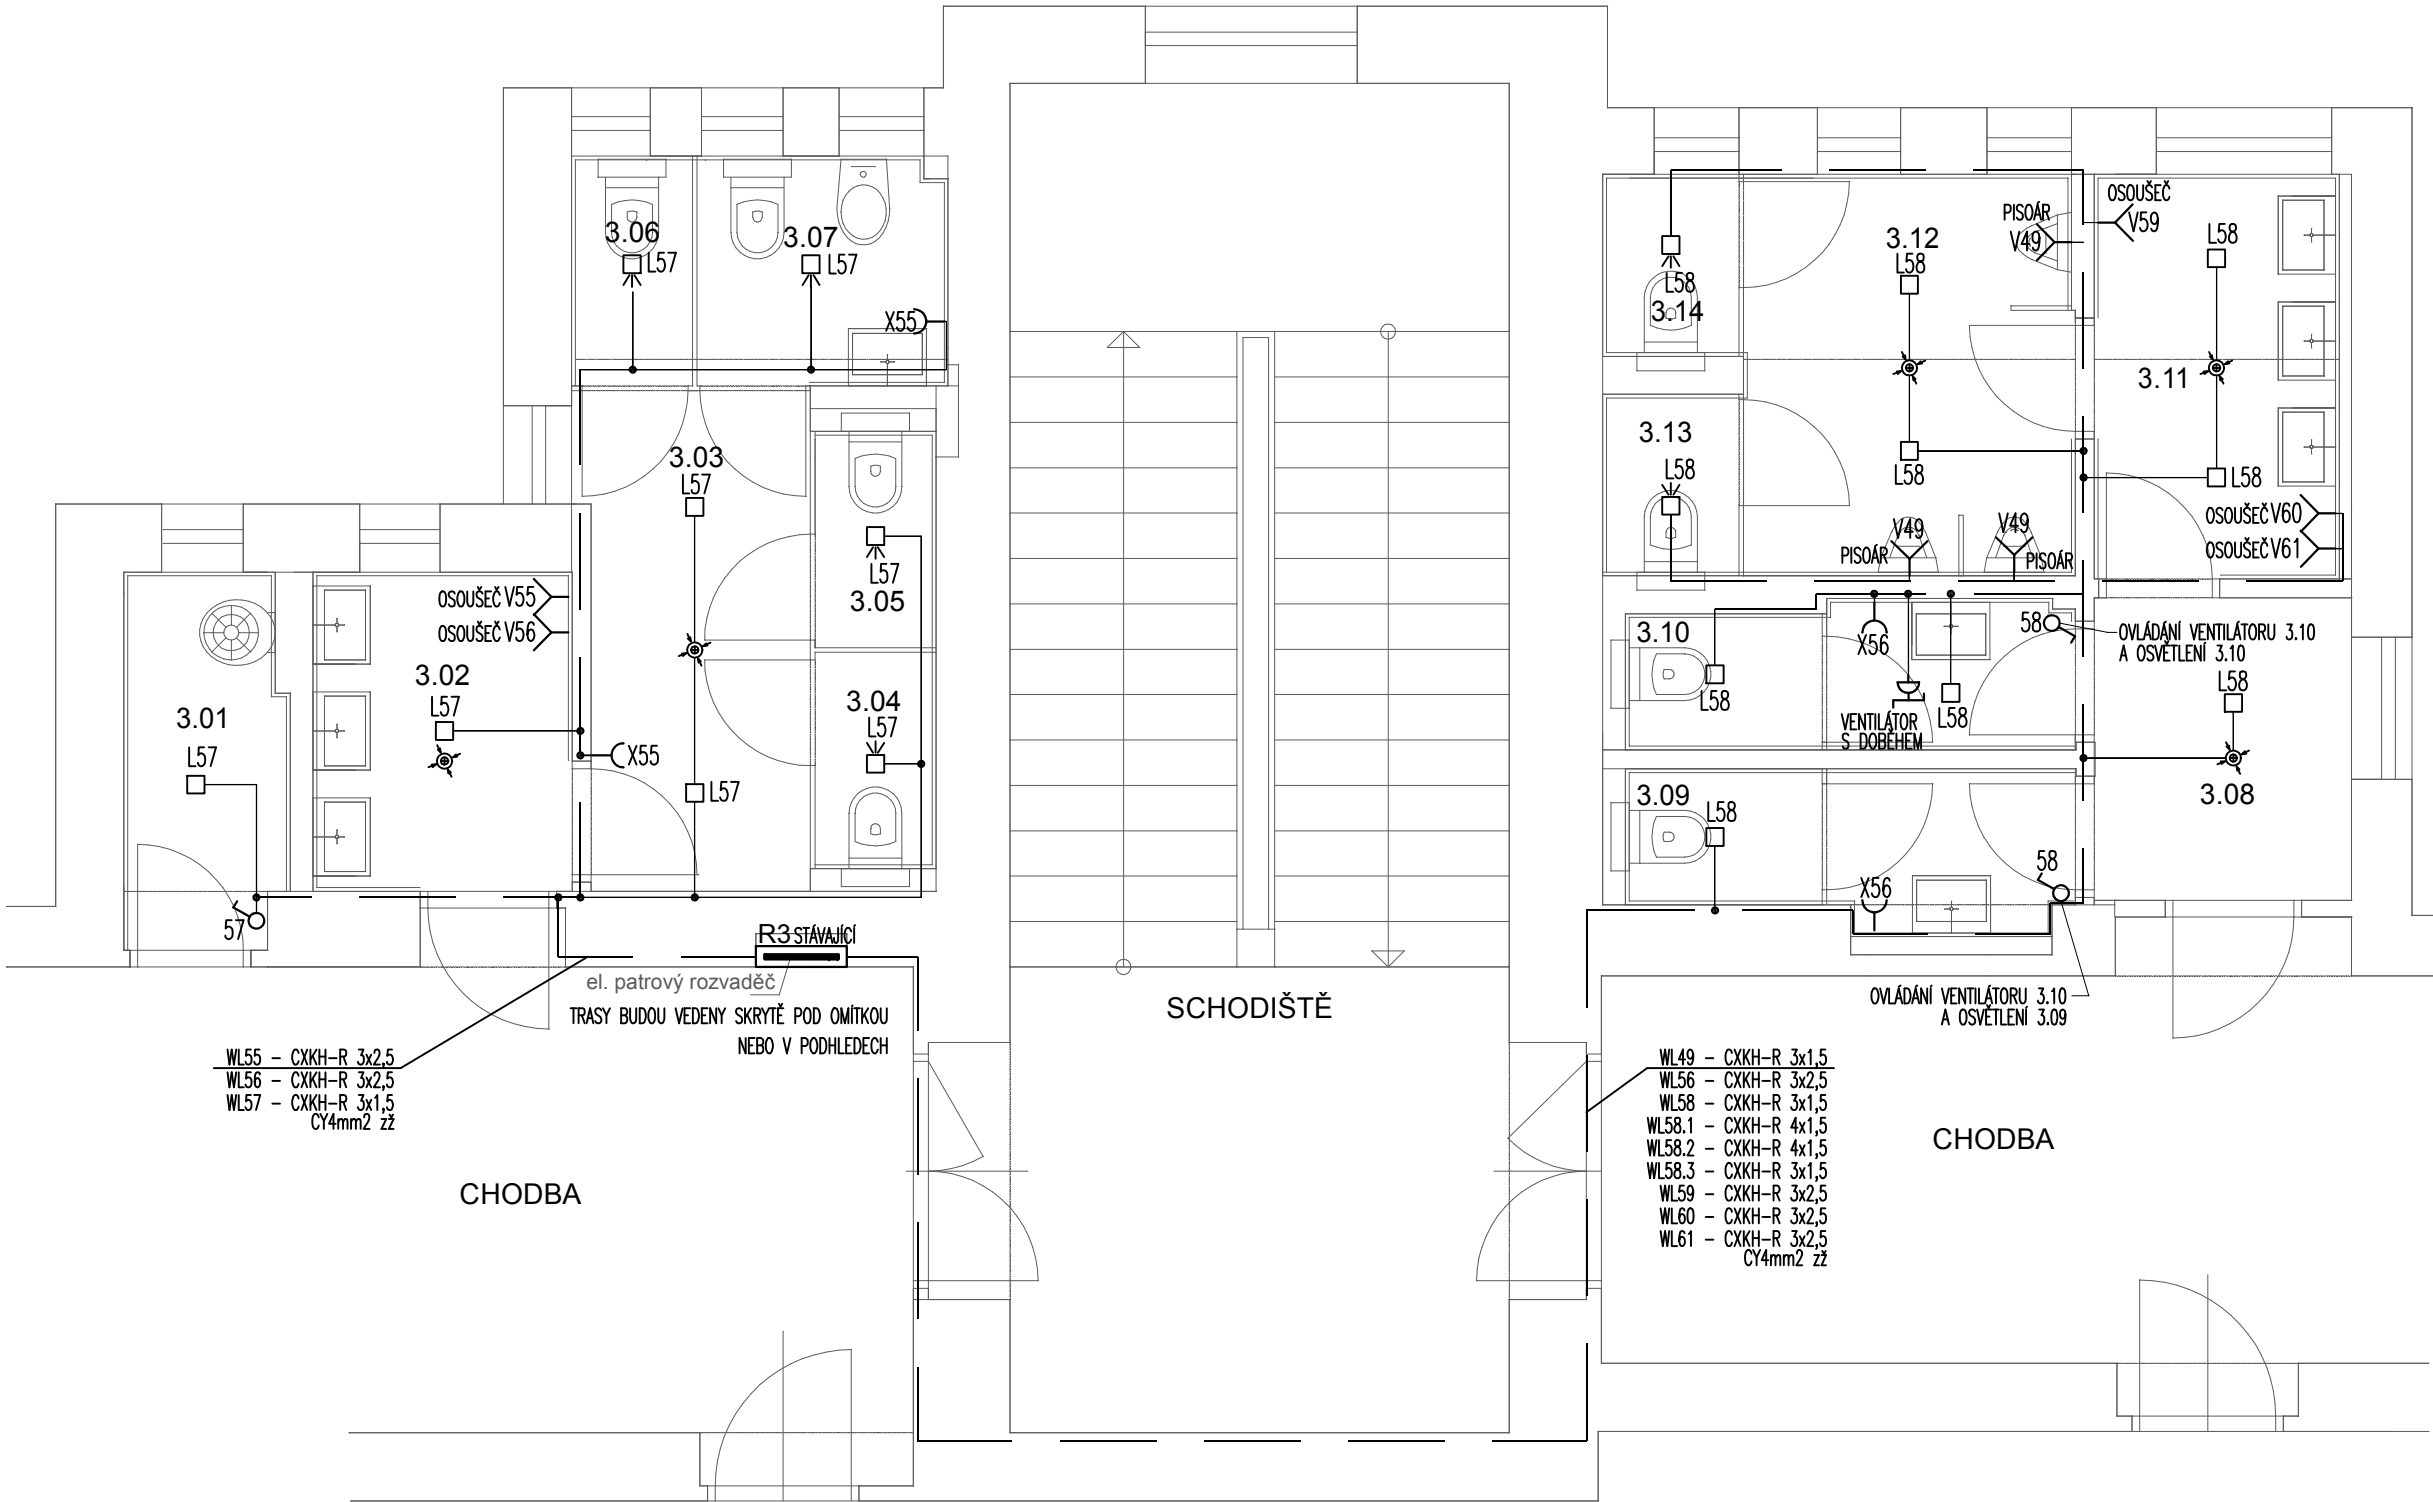 3.06
L57
3.07
L57
X55
3.03
L57
L57
3.05
3.04
L57
L57
X55
OSOUŠEČ V55
OSOUŠEČ V56
3.02
L57
3.01
L57
57
R3 STÁVAJÍCÍ
el. patrový rozvaděč
TRASY BUDOU VEDENY SKRYTĚ POD OMÍTKOU
NEBO V PODHLEDECH
WL55 – CXKH–R 3x2,5
WL56 – CXKH–R 3x2,5
WL57 – CXKH–R 3x1,5
CY4mm2 zž
CHODBA
SCHODIŠTĚ
L58
3.14
3.12
L58
PISOÁR
V49
OSOUŠEČ
V59
L58
3.11
3.13
L58
L58
L58
OSOUŠEČ V60
OSOUŠEČ V61
V49
PISOÁR
V49
PISOÁR
3.10
L58
X56
58
OVLÁDÁNÍ VENTILÁTORU 3.10
A OSVĚTLENÍ 3.10
VENTILÁTOR
S DOBĚHEM
L58
L58
3.08
3.09
L58
X56
58
OVLÁDÁNÍ VENTILÁTORU 3.10
A OSVĚTLENÍ 3.09
WL49 – CXKH–R 3x1,5
WL56 – CXKH–R 3x2,5
WL58 – CXKH–R 3x1,5
WL58.1 – CXKH–R 4x1,5
WL58.2 – CXKH–R 4x1,5
WL58.3 – CXKH–R 3x1,5
WL59 – CXKH–R 3x2,5
WL60 – CXKH–R 3x2,5
WL61 – CXKH–R 3x2,5
CY4mm2 zž
CHODBA